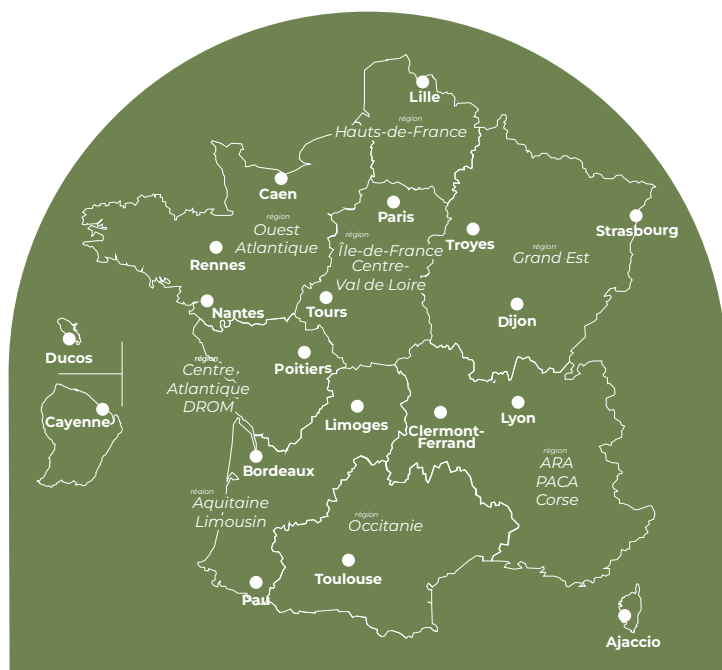 Lille
région
Hauts-de-France
Caen
Paris
région
Ouest
Atlantique
Rennes
Troyes
Strasbourg
région
Île-de-France
Centre-
Val de Loire
région
Grand Est
Nantes
Tours
Dijon
Ducos
région
Centre
Atlantique
DROM
Poitiers
Cayenne
Limoges
Clermont-
Ferrand
Lyon
Bordeaux
région
ARA
PACA
Corse
région
Aquitaine
Limousin
région
Occitanie
Toulouse
Pau
Ajaccio